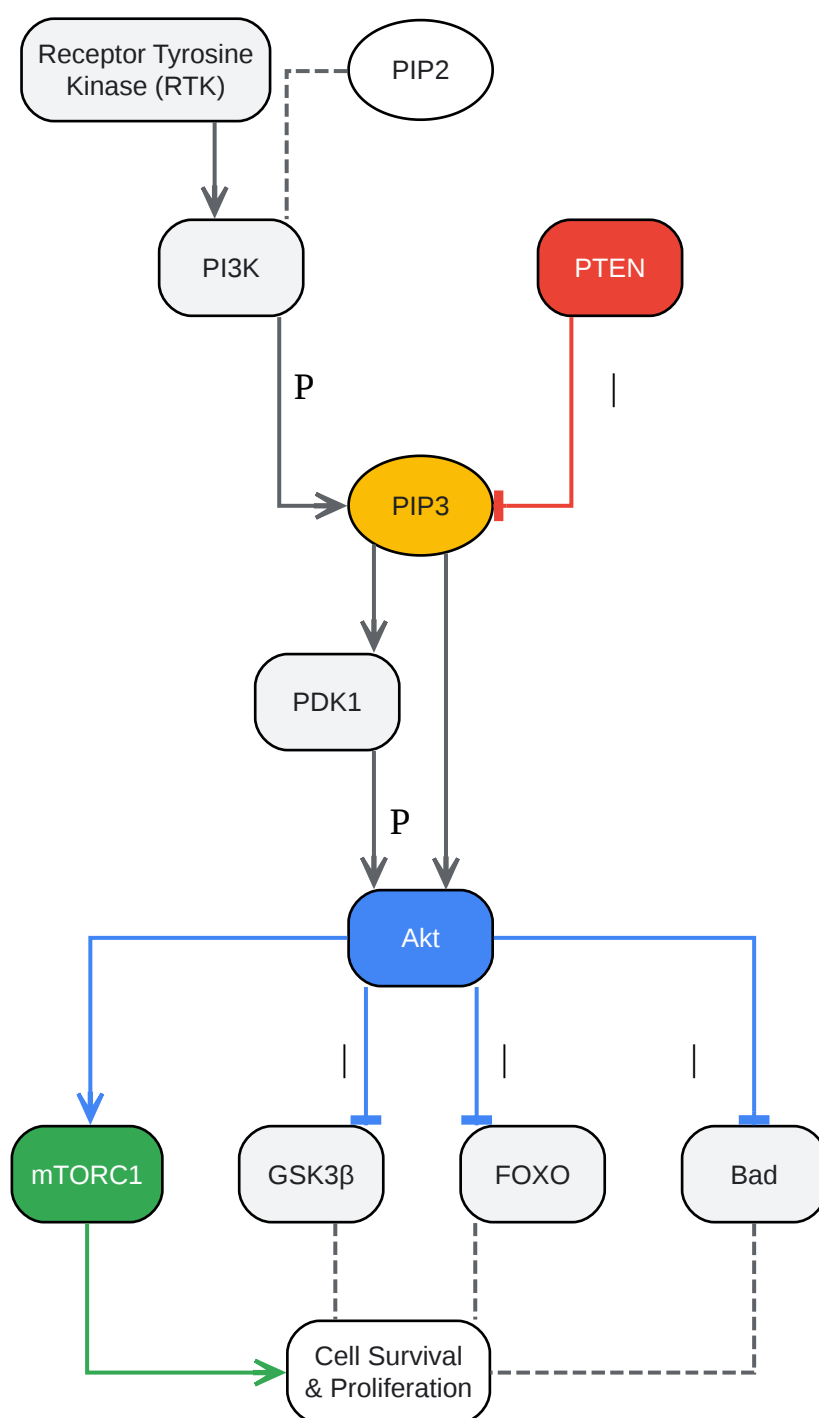 Receptor Tyrosine
Kinase (RTK)
PIP2
PI3K
PTEN
P
|
PIP3
PDK1
P
Akt
|
|
|
mTORC1
GSK3β
FOXO
Bad
Cell Survival
& Proliferation